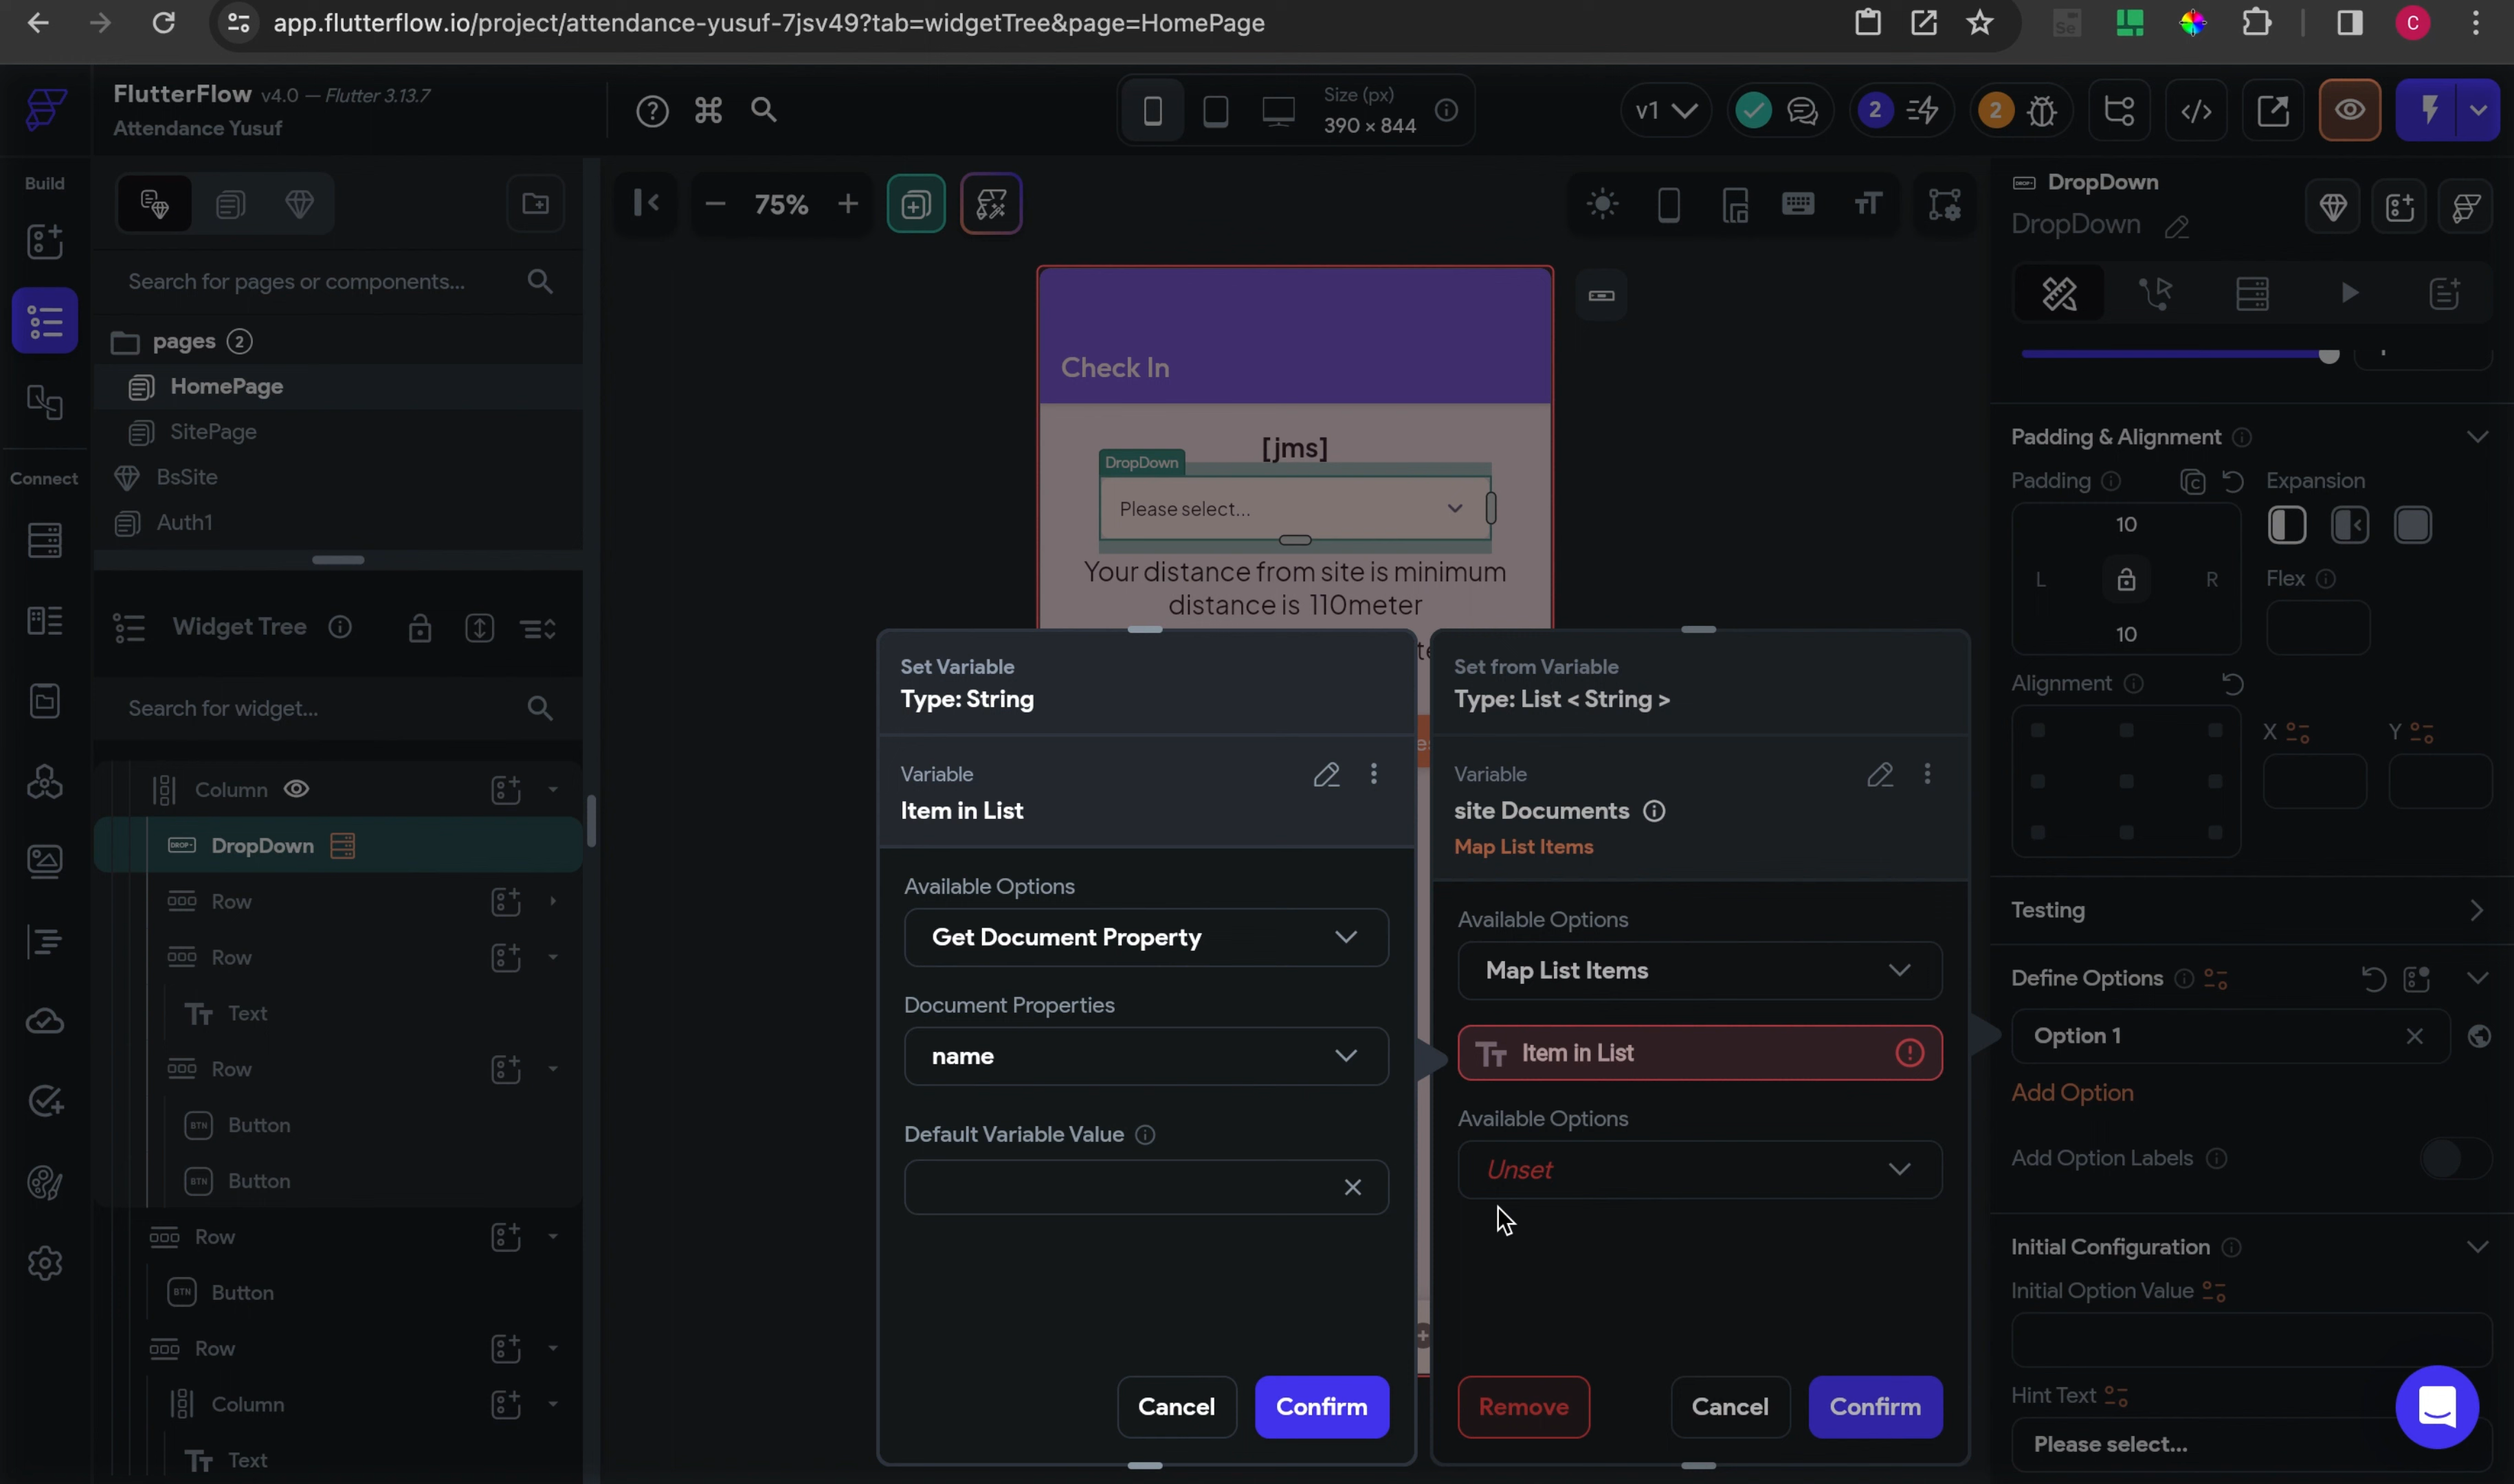 app.flutterflow.io/project/attendance-yusuf-7jsv49?tab=widgetTree&page=HomePage
C
FlutterFlow v4.0 — Flutter 3.13.7
Attendance Yusuf
Size (px)
390 × 844
v1
2
2
Build
75%
DropDown
DropDown
Search for pages or components...
pages 2
HomePage
SitePage
BsSite
Auth1
Connect
Check In
[jms]
DropDown
Please select...
Your distance from site is minimum
distance is 110meter
Padding & Alignment
Padding
Expansion
10
L
R
Flex
10
Alignment
X
Y
Widget Tree
Search for widget...
Column
DropDown
Row
Row
Text
Row
Button
Button
Row
Button
Row
Column
Text
Set Variable
Type: String
Variable
Item in List
Available Options
Get Document Property
Document Properties
name
Default Variable Value
Cancel
Confirm
Set from Variable
Type: List < String >
Variable
site Documents
Map List Items
Available Options
Map List Items
Item in List
Available Options
Unset
Remove
Cancel
Confirm
Testing
Define Options
Option 1
Add Option
Add Option Labels
Initial Configuration
Initial Option Value
Hint Text
Please select...